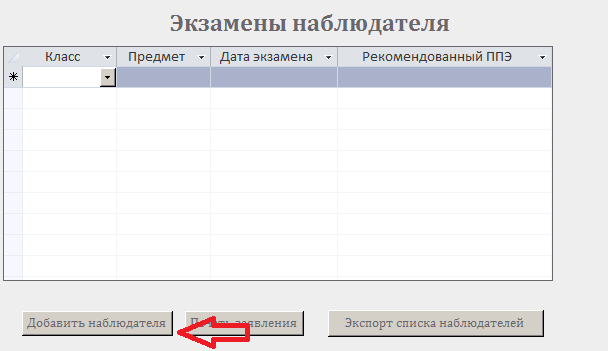 Экзамены наблюдателя
Класс Предмет Дата экзамена Рекомендованный ППЭ
Добавить наблюдателя заявления Экспорт списка наблюдателей